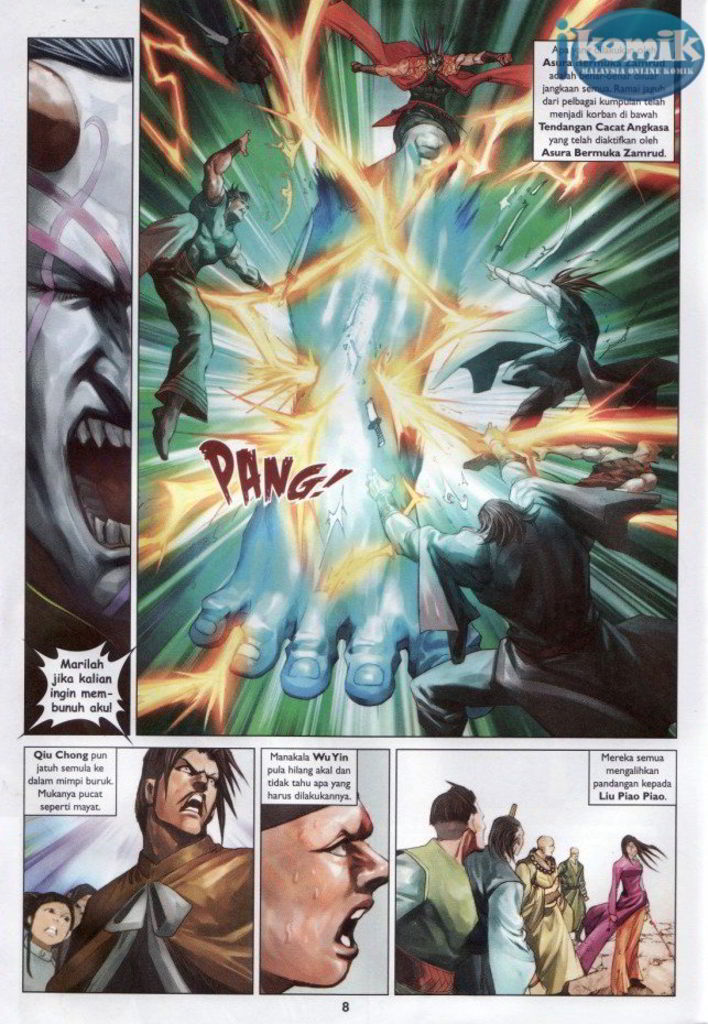 ikomik
MALAYSIA ONLINE KOMIK
Asura Bermuka Zamrud
adalah benar-benar diluar
jangkaan semua. Ramai jaguh
dari pelbagai kumpulan telah
menjadi korban di bawah
Tendangan Cacat Angkasa
yang telah diaktifkan oleh
Asura Bermuka Zamrud.
PANG!
Marilah
jika kalian
ingin mem-
bunuh aku!
Qiu Chong pun
jatuh semula ke
dalam mimpi buruk.
Mukanya pucat
seperti mayat.
Manakala Wu Yin
pula hilang akal dan
tidak tahu apa yang
harus dilakukannya.
Mereka semua
mengalihkan
pandangan kepada
Liu Piao Piao.
8